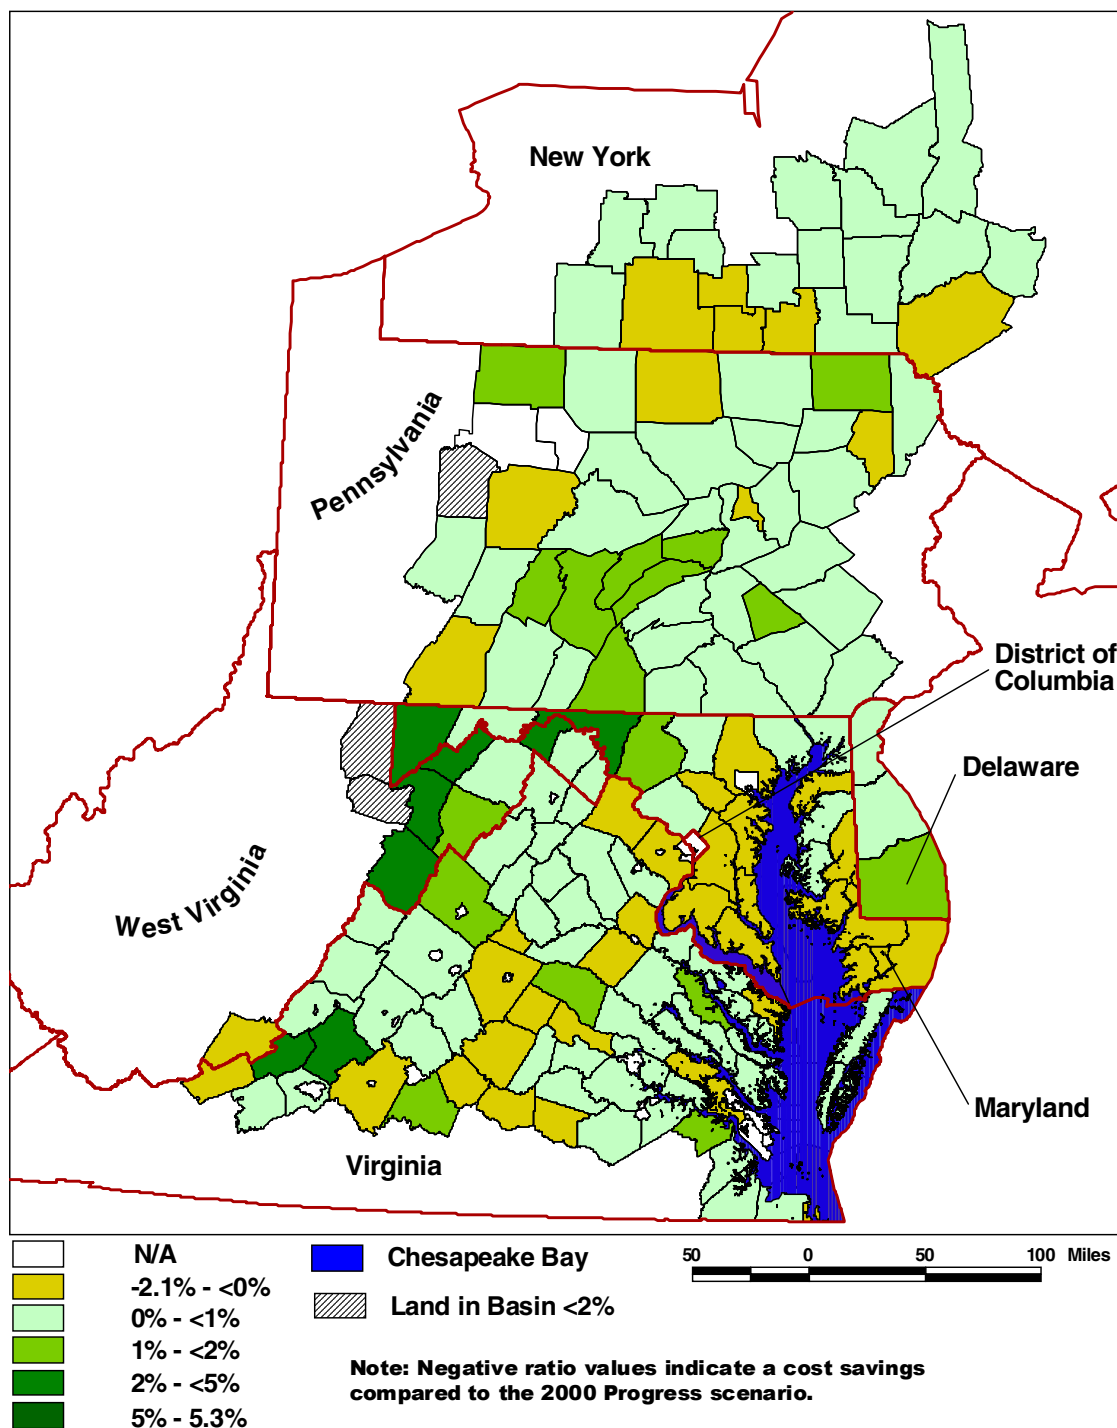 New York
Pennsylvania
District of
Columbia
Delaware
West Virginia
Maryland
Virginia
N/A
-2.1% - <0%
0% - <1%
1% - <2%
2% - <5%
5% - 5.3%
Chesapeake Bay
Land in Basin <2%
50 0 50 100 Miles
Note: Negative ratio values indicate a cost savings
compared to the 2000 Progress scenario.